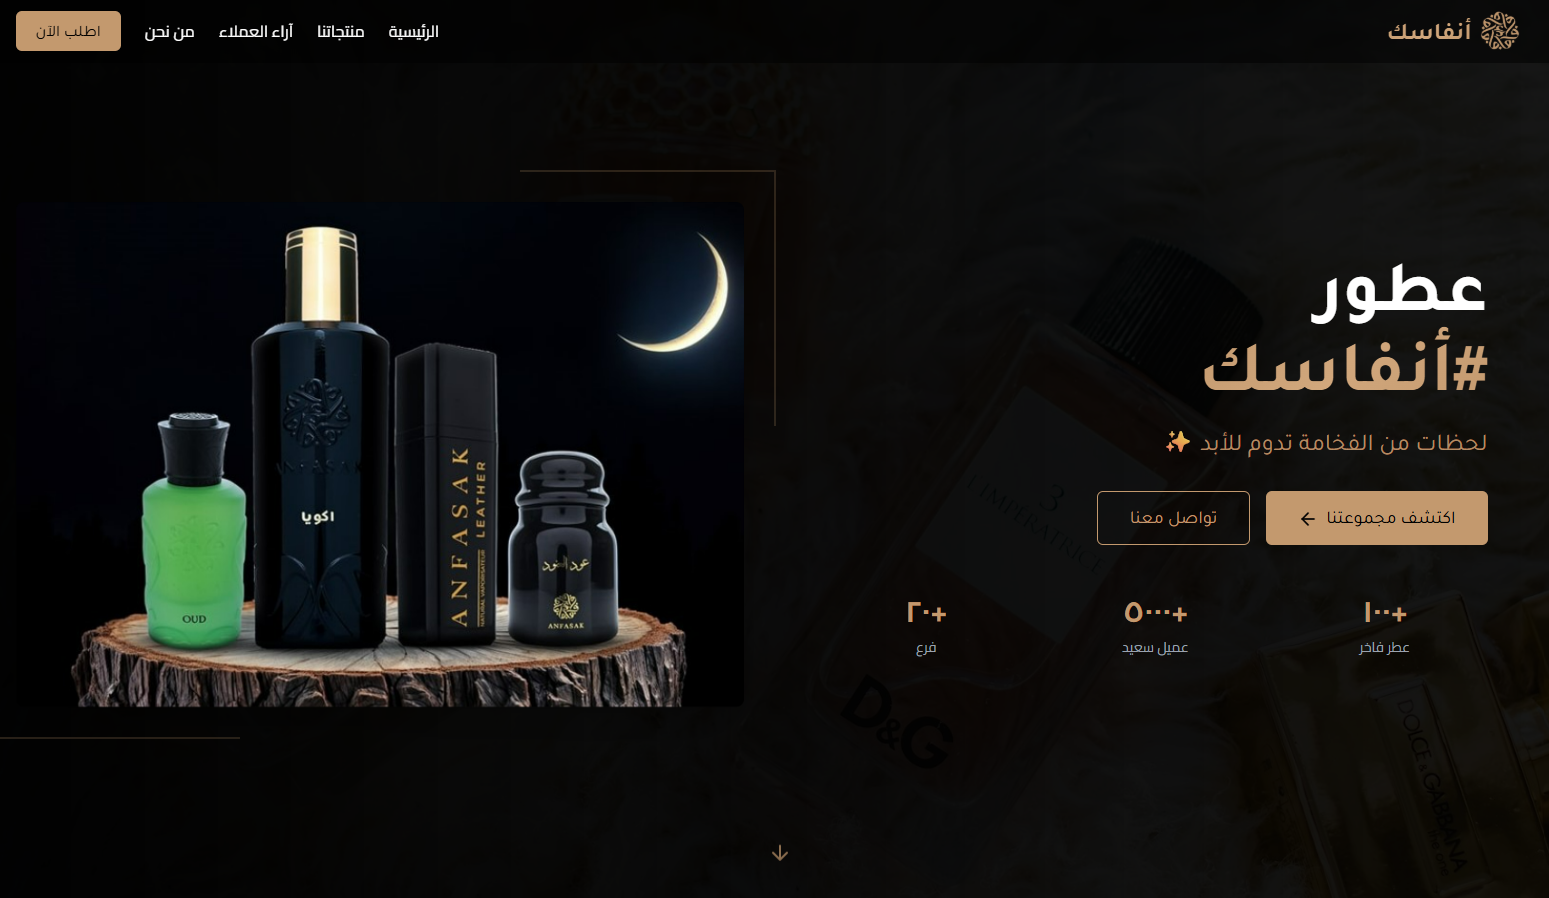 أنفاسك
الرئيسية
منتجاتنا
آراء العملاء
من نحن
اطلب الآن
عطور
#أنفاسك
لحظات من الفخامة تدوم للأبد ✨
اكتشف مجموعتنا ←
تواصل معنا
+١٠٠
عطر فاخر
+٥٠٠٠
عميل سعيد
+٢٠
فرع
ANFASAK
اكويا
OUD
ANFASAK
LEATHER
NATURAL VAPORISATEUR
ANFASAK
3
L'IMPERATRICE
D&G
DOLCE & GABBANA